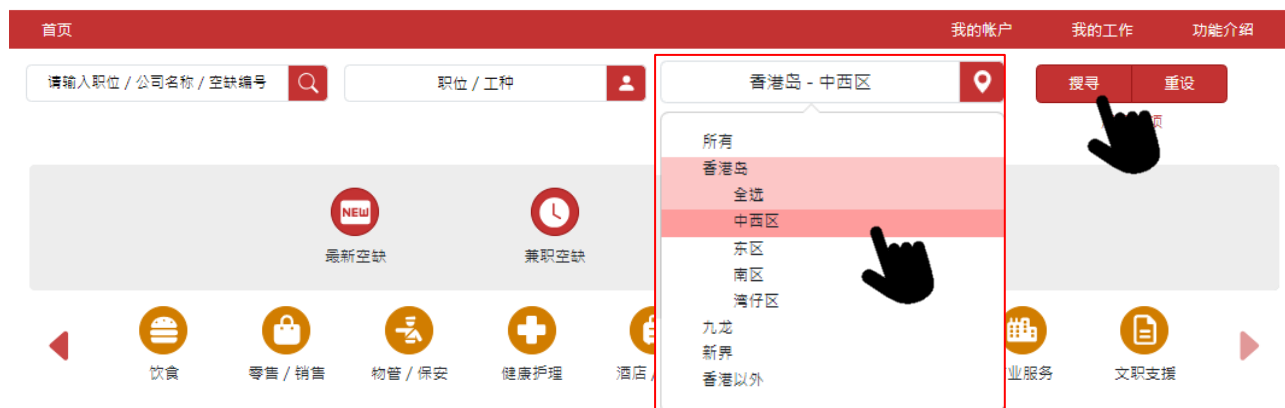 首页
我的帐户
我的工作
功能介绍
请输入职位 / 公司名称 / 空缺编号
职位 / 工种
香港岛 - 中西区
搜寻
重设
项
所有
香港岛
全选
中西区
东区
南区
湾仔区
九龙
新界
香港以外
NEW
最新空缺
兼职空缺
饮食
零售 / 销售
物管 / 保安
健康护理
酒店 /
业服务
文职支援